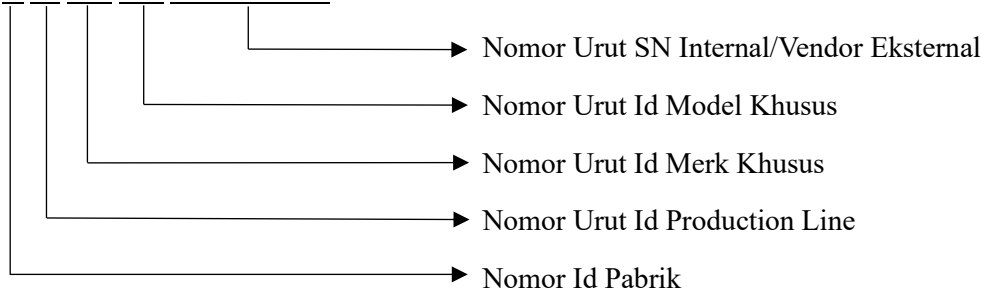 Nomor Urut SN Internal/Vendor Eksternal
Nomor Urut Id Model Khusus
Nomor Urut Id Merk Khusus
Nomor Urut Id Production Line
Nomor Id Pabrik